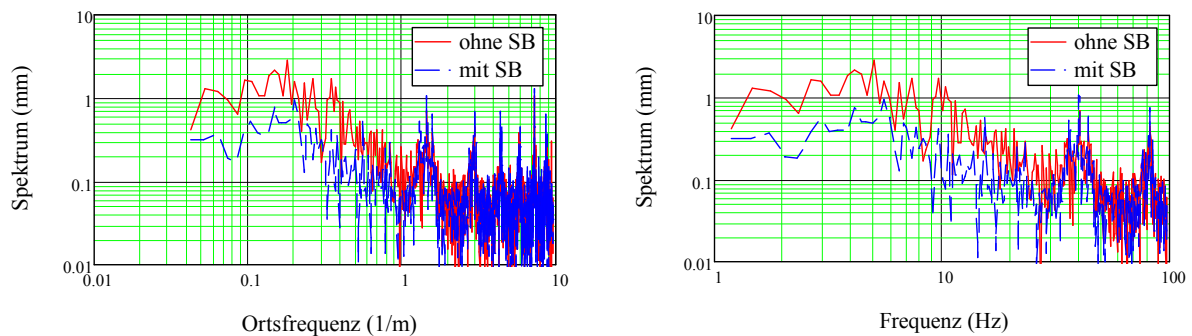 Spektrum (mm)
10
1
0.1
0.01
ohne SB
mit SB
0.01
0.1
1
10
Ortsfrequenz (1/m)
Spektrum (mm)
10
1
0.1
0.01
ohne SB
mit SB
1
10
100
Frequenz (Hz)